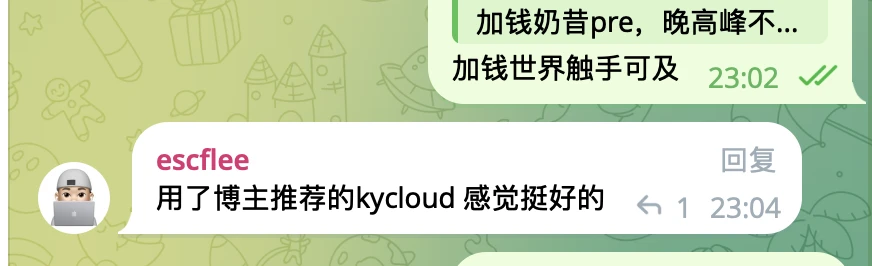 加钱奶昔pre，晚高峰不...
加钱世界触手可及 23:02
escflee 回复
用了博主推荐的kycloud 感觉挺好的 1 23:04